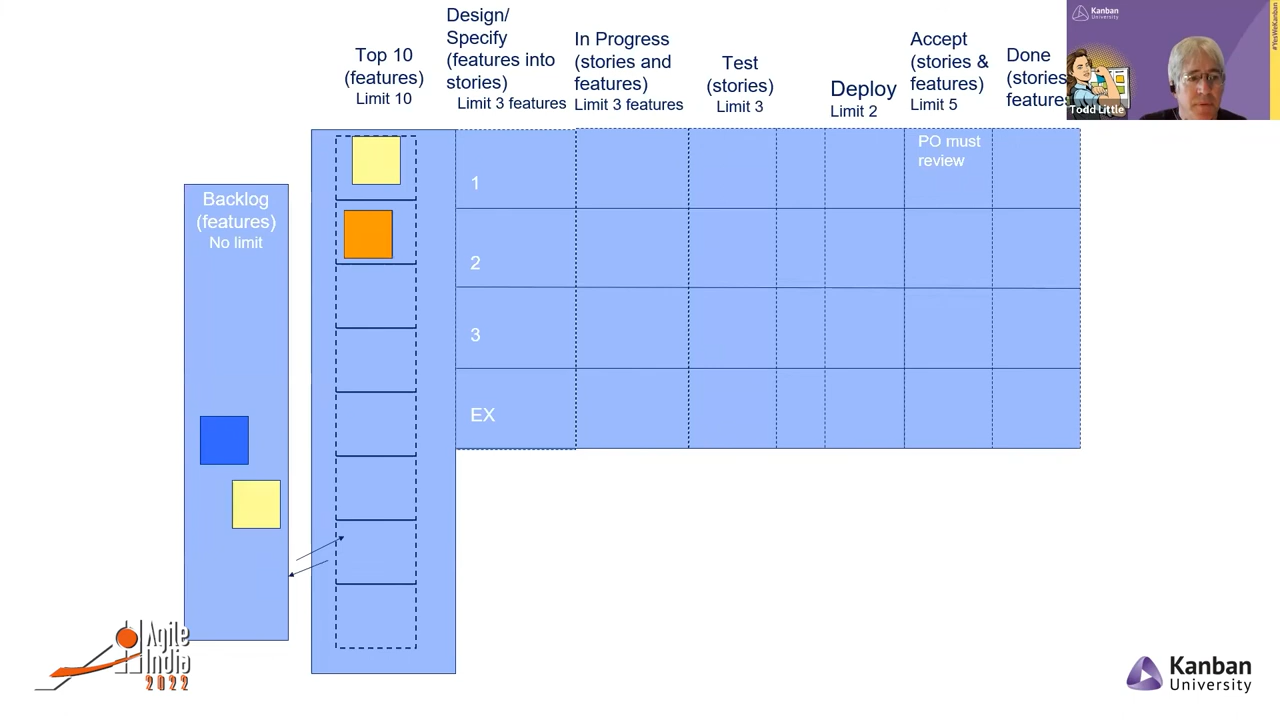 Top 10
(features)
Limit 10
Design/
Specify
(features into
stories)
Limit 3 features
In Progress
(stories and
features)
Limit 3 features
Test
(stories)
Limit 3
Deploy
Limit 2
Accept
(stories &
features)
Limit 5
Done
(stories
Kanban
University
#YesWeKanban
Todd Little
Backlog
(features)
No limit
1
2
3
EX
PO must
review
Agile
India
2022
Kanban
University